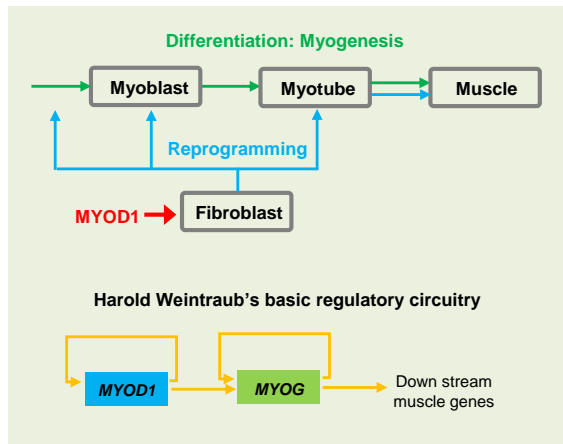 Differentiation: Myogenesis
Myoblast
Myotube
Muscle
Reprogramming
MYOD1
Fibroblast
Harold Weintraub's basic regulatory circuitry
MYOD1
MYOG
Down stream
muscle genes